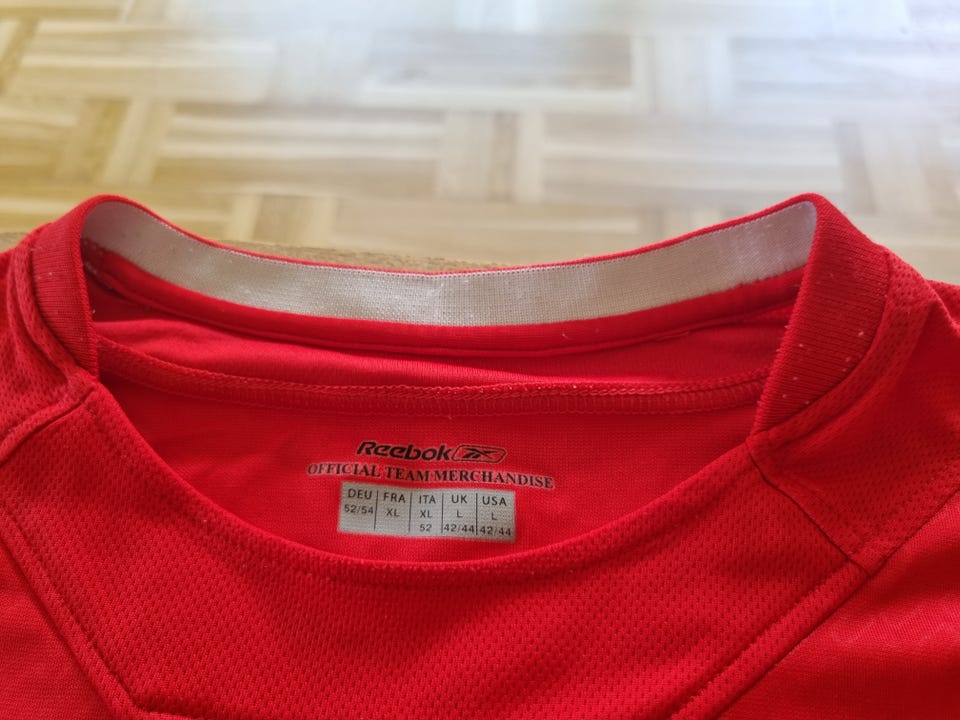 Reebok
OFFICIAL TEAM MERCHANDISE
DEU FRA ITA UK USA
52/54 XL XL L L
52 42/44 42/44